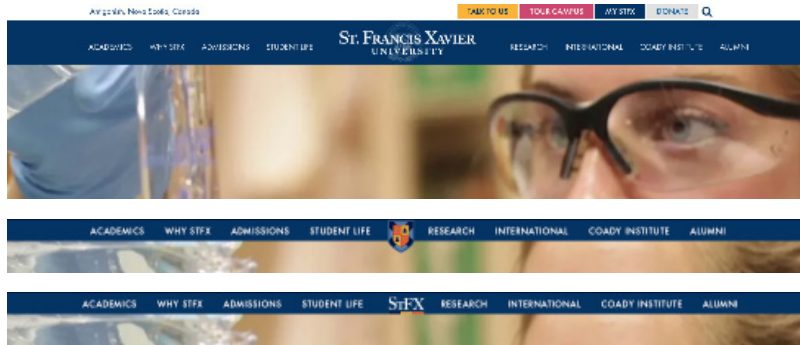 Antigonish, Nova Scotia, Canada TALK TO US TOUR CAMPUS MY STFX DONATE
ACADEMICS WHY STFX ADMISSIONS STUDENT LIFE ST. FRANCIS XAVIER UNIVERSITY RESEARCH INTERNATIONAL COADY INSTITUTE ALUMNI
ACADEMICS WHY STFX ADMISSIONS STUDENT LIFE RESEARCH INTERNATIONAL COADY INSTITUTE ALUMNI
ACADEMICS WHY STFX ADMISSIONS STUDENT LIFE STFX RESEARCH INTERNATIONAL COADY INSTITUTE ALUMNI